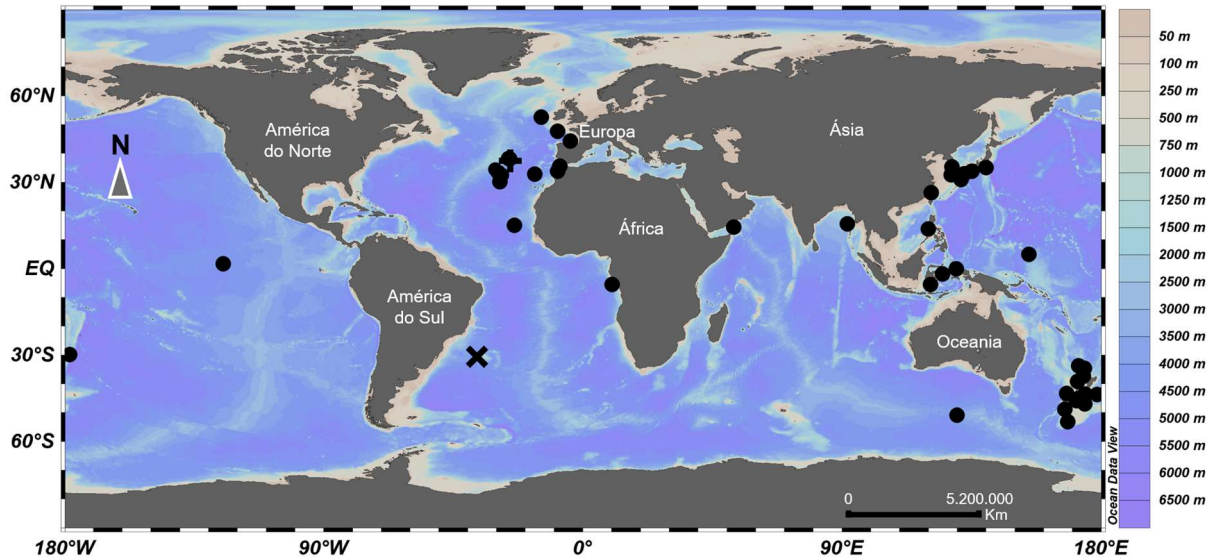 60°N
30°N
EQ
30°S
60°S
N
América
do Norte
Europa
Ásia
África
América
do Sul
Oceania
0 5.200.000
Km
180°W 90°W 0° 90°E 180°E
Ocean Data View
50 m
100 m
250 m
500 m
750 m
1000 m
1250 m
1500 m
2000 m
2500 m
3000 m
3500 m
4000 m
4500 m
5000 m
5500 m
6000 m
6500 m